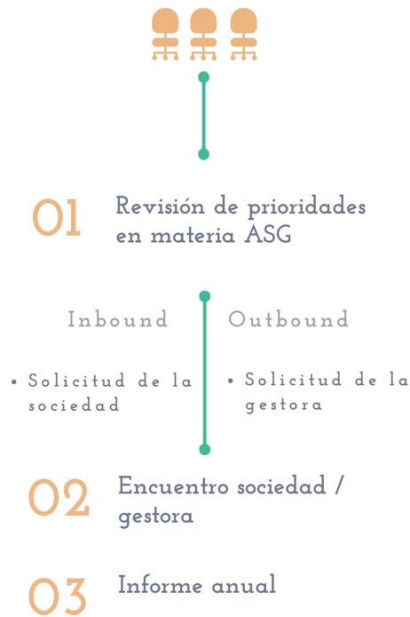 01 Revisión de prioridades
en materia ASG
Inbound
• Solicitud de la
sociedad
Outbound
• Solicitud de la
gestora
02 Encuentro sociedad /
gestora
03 Informe anual